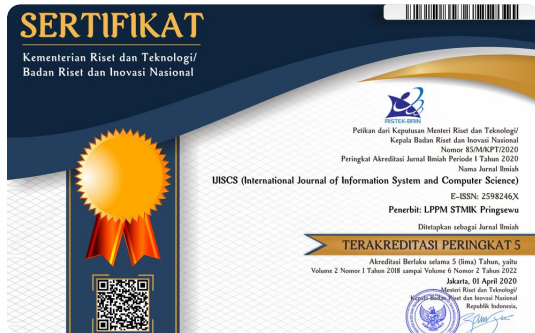 SERTIFIKAT
Kementerian Riset dan Teknologi/
Badan Riset dan Inovasi Nasional
RISTEK-BRIN
Petikan dari Keputusan Menteri Riset dan Teknologi/
Kepala Badan Riset dan Inovasi Nasional
Nomor 85/M/KPT/2020
Peringkat Akreditasi Jurnal Ilmiah Periode I Tahun 2020
Nama Jurnal Ilmiah
IJISCS (International Journal of Information System and Computer Science)
E-ISSN: 2598246X
Penerbit: LPPM STMIK Pringsewu
Ditetapkan sebagai Jurnal Ilmiah
TERAKREDITASI PERINGKAT 5
Akreditasi Berlaku selama 5 (lima) Tahun, yaitu
Volume 2 Nomor 1 Tahun 2018 sampai Volume 6 Nomor 2 Tahun 2022
Jakarta, 01 April 2020
Menteri Riset dan Teknologi/
Kepala Badan Riset dan Inovasi Nasional
Republik Indonesia,